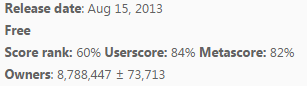 Release date: Aug 15, 2013
Free
Score rank: 60% Userscore: 84% Metascore: 82%
Owners: 8,788,447 ± 73,713